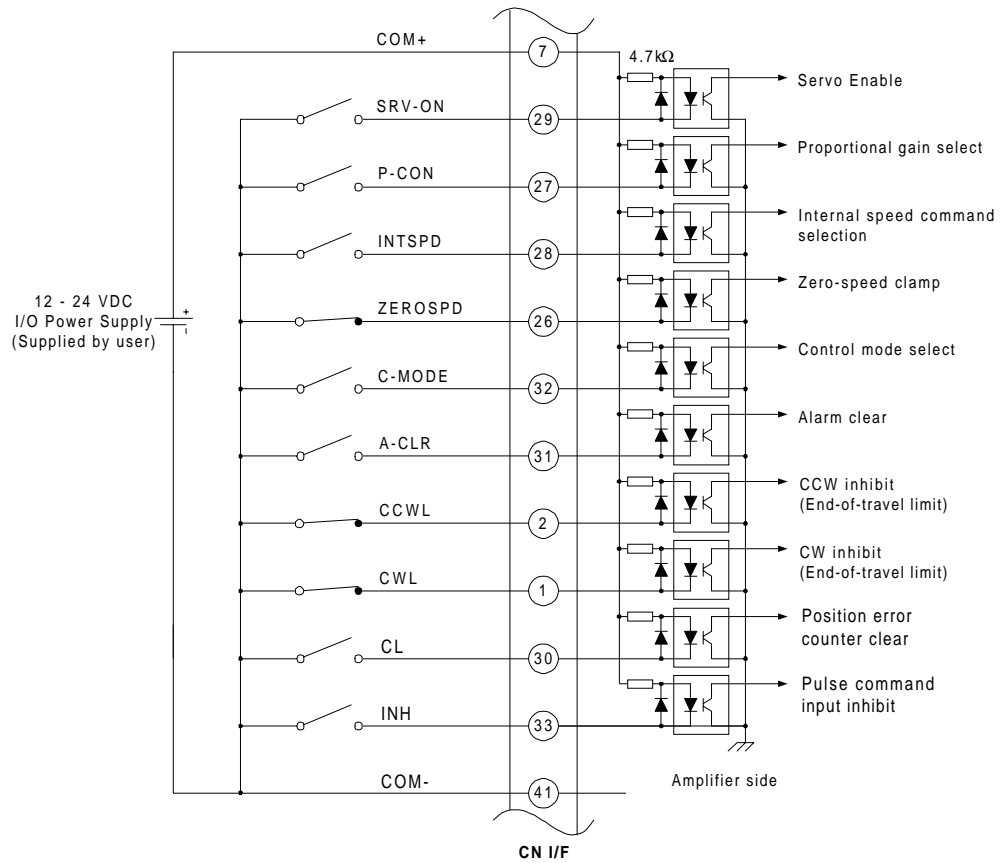 COM+
7
4.7kΩ
Servo Enable
SRV-ON
29
Proportional gain select
P-CON
27
Internal speed command
selection
INTSPD
28
Zero-speed clamp
12 - 24 VDC
I/O Power Supply
(Supplied by user)
+
-
ZEROSPD
26
Control mode select
C-MODE
32
Alarm clear
A-CLR
31
CCW inhibit
(End-of-travel limit)
CCWL
2
CW inhibit
(End-of-travel limit)
CWL
1
Position error
counter clear
CL
30
Pulse command
input inhibit
INH
33
COM-
41
Amplifier side
CN I/F